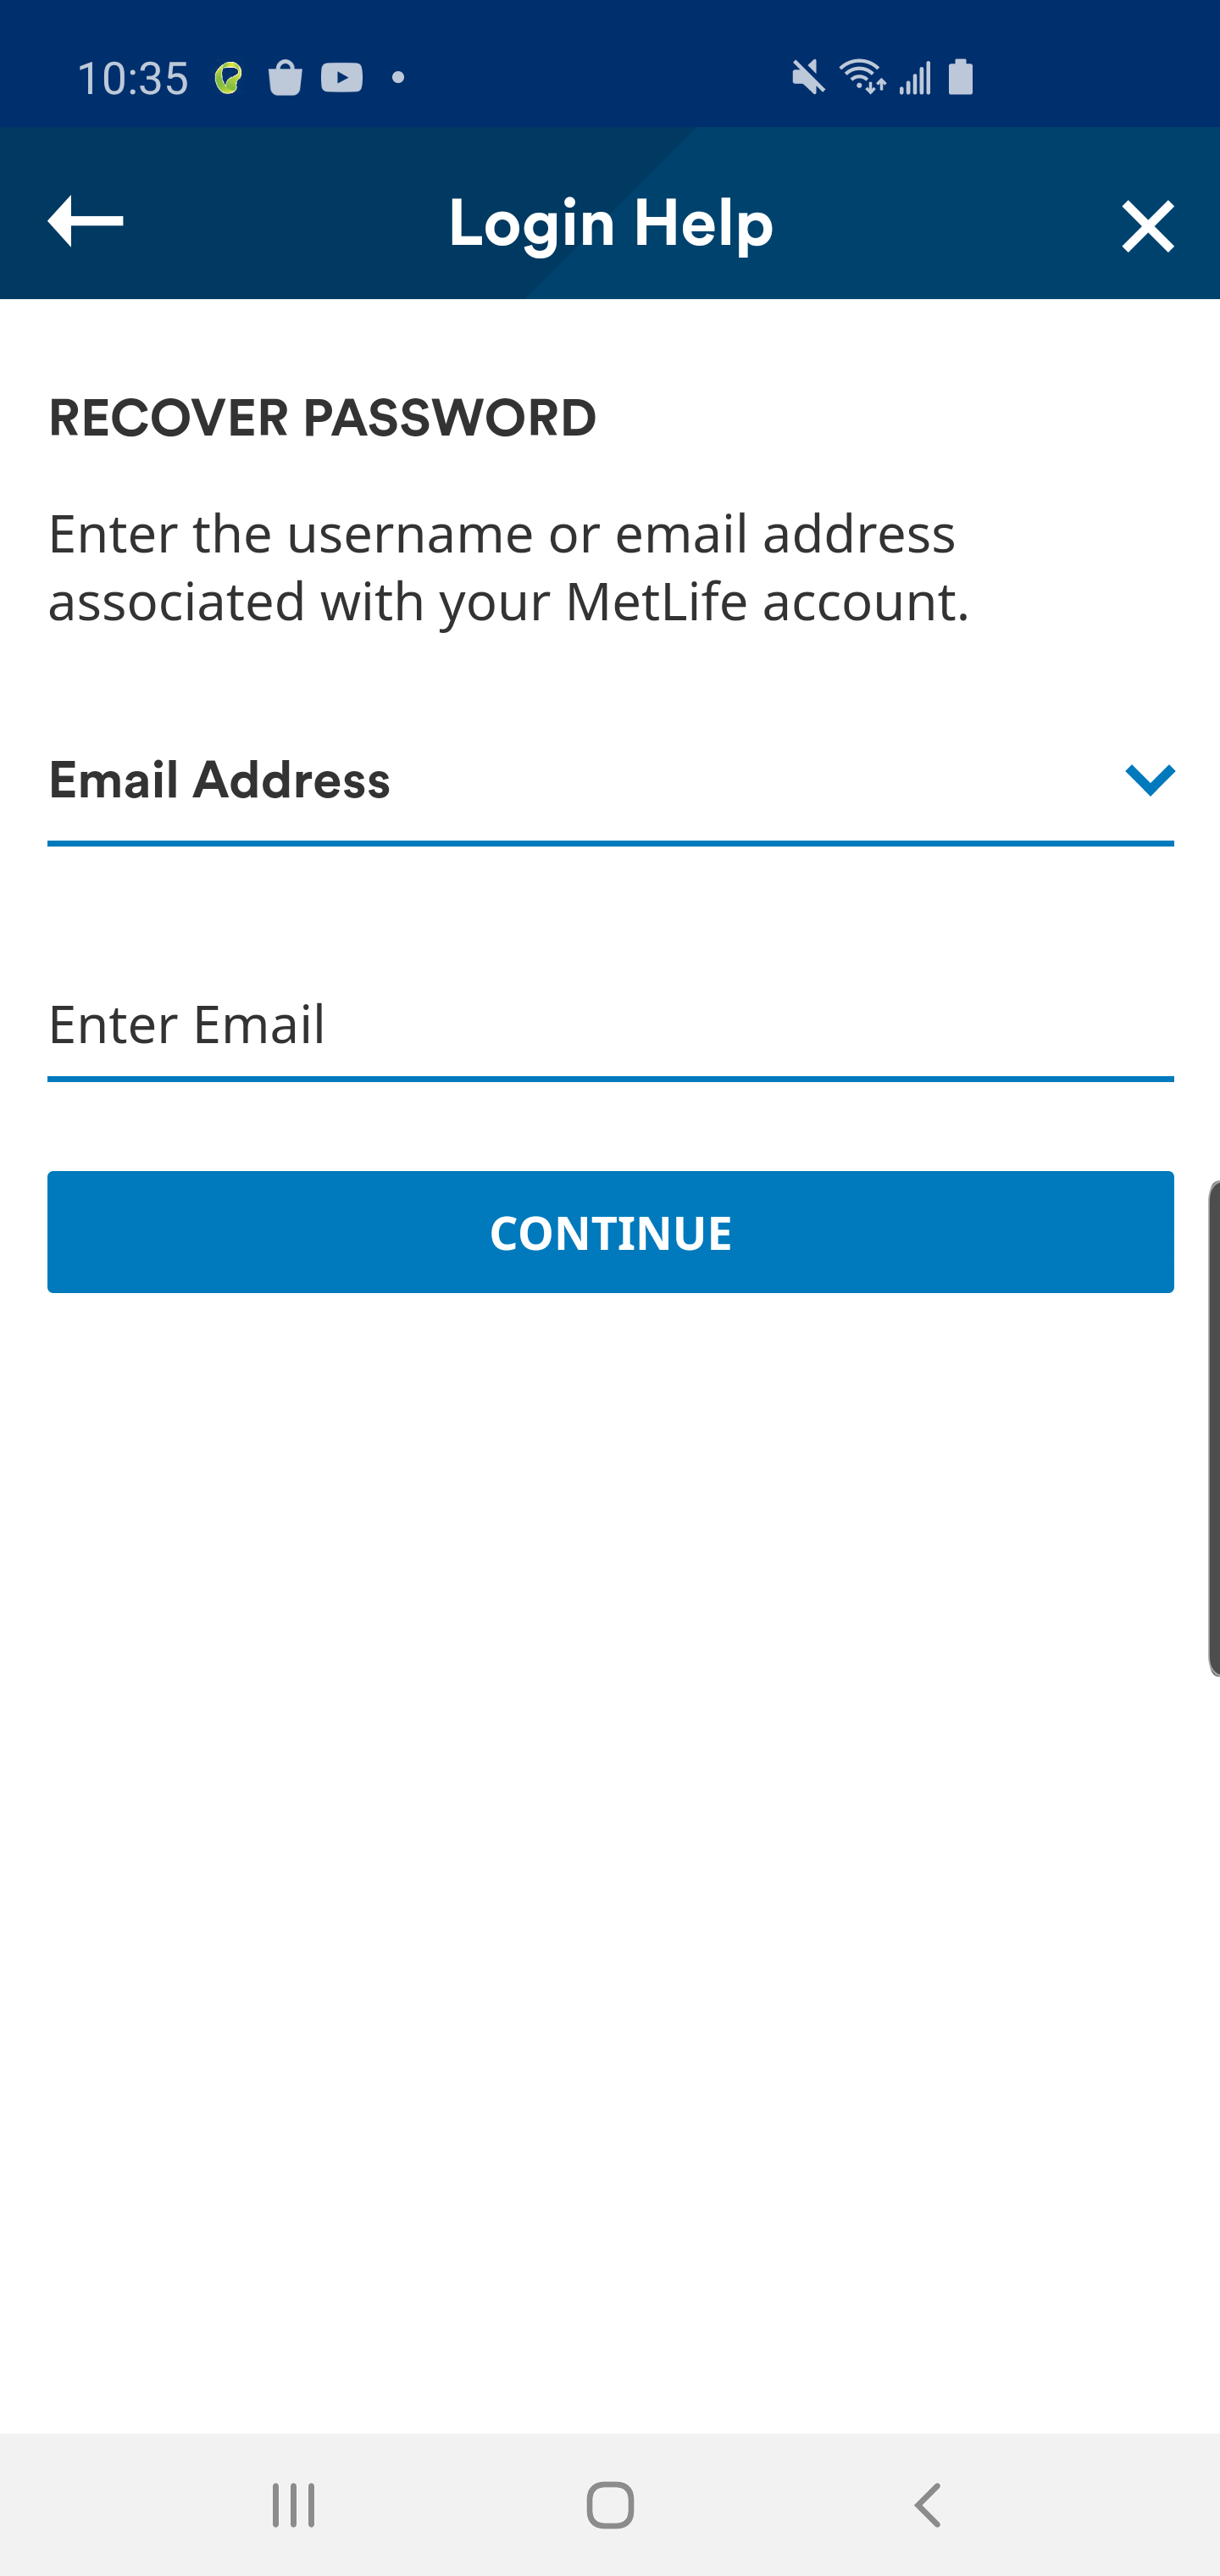 10:35
Login Help
RECOVER PASSWORD
Enter the username or email address
associated with your MetLife account.
Email Address
Enter Email
CONTINUE